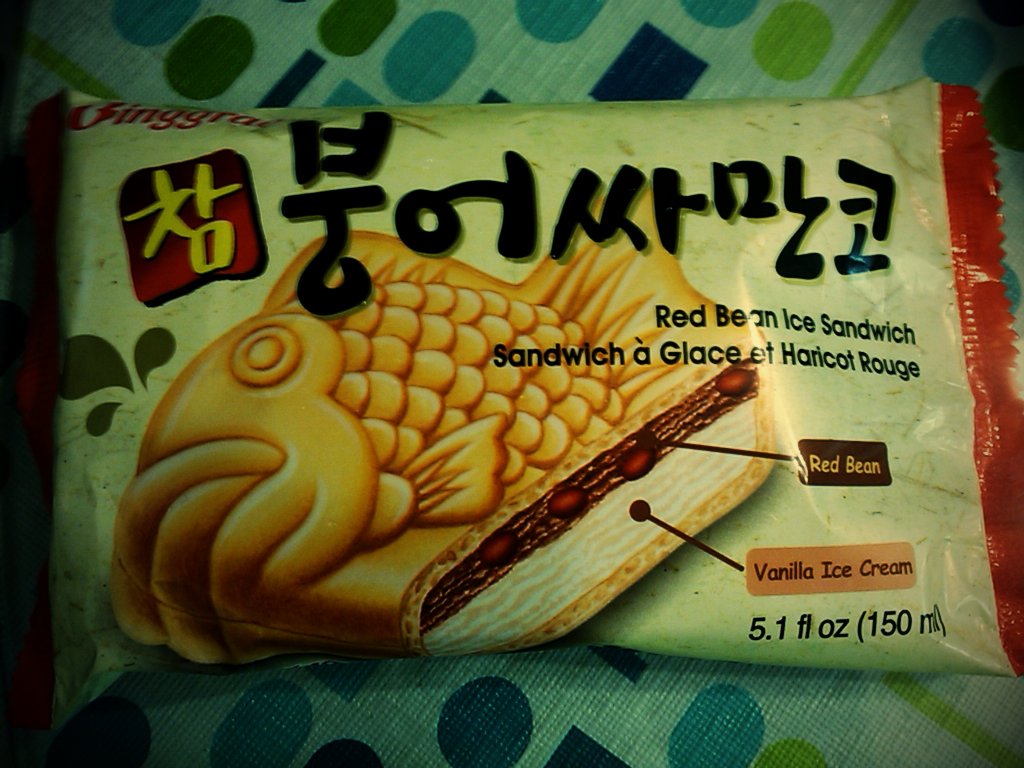 Binggrae
참 붕어싸만코
Red Bean Ice Sandwich
Sandwich à Glace et Haricot Rouge
Red Bean
Vanilla Ice Cream
5.1 fl oz (150 ml)